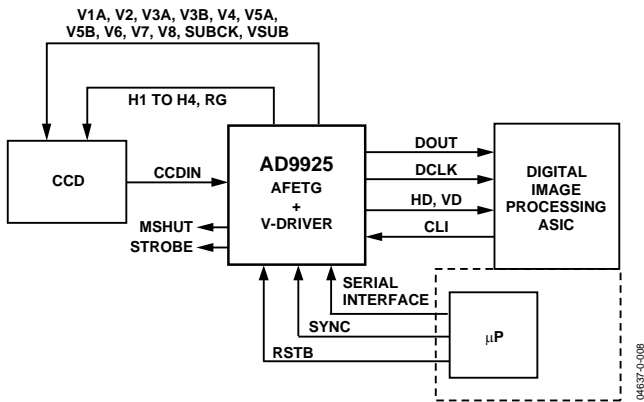 V1A, V2, V3A, V3B, V4, V5A,
V5B, V6, V7, V8, SUBCK, VSUB
H1 TO H4, RG
CCD
CCDIN
MSHUT
STROBE
AD9925
AFETG
+
V-DRIVER
DOUT
DCLK
HD, VD
CLI
DIGITAL
IMAGE
PROCESSING
ASIC
SERIAL
INTERFACE
SYNC
RSTB
μP
04637-0-008